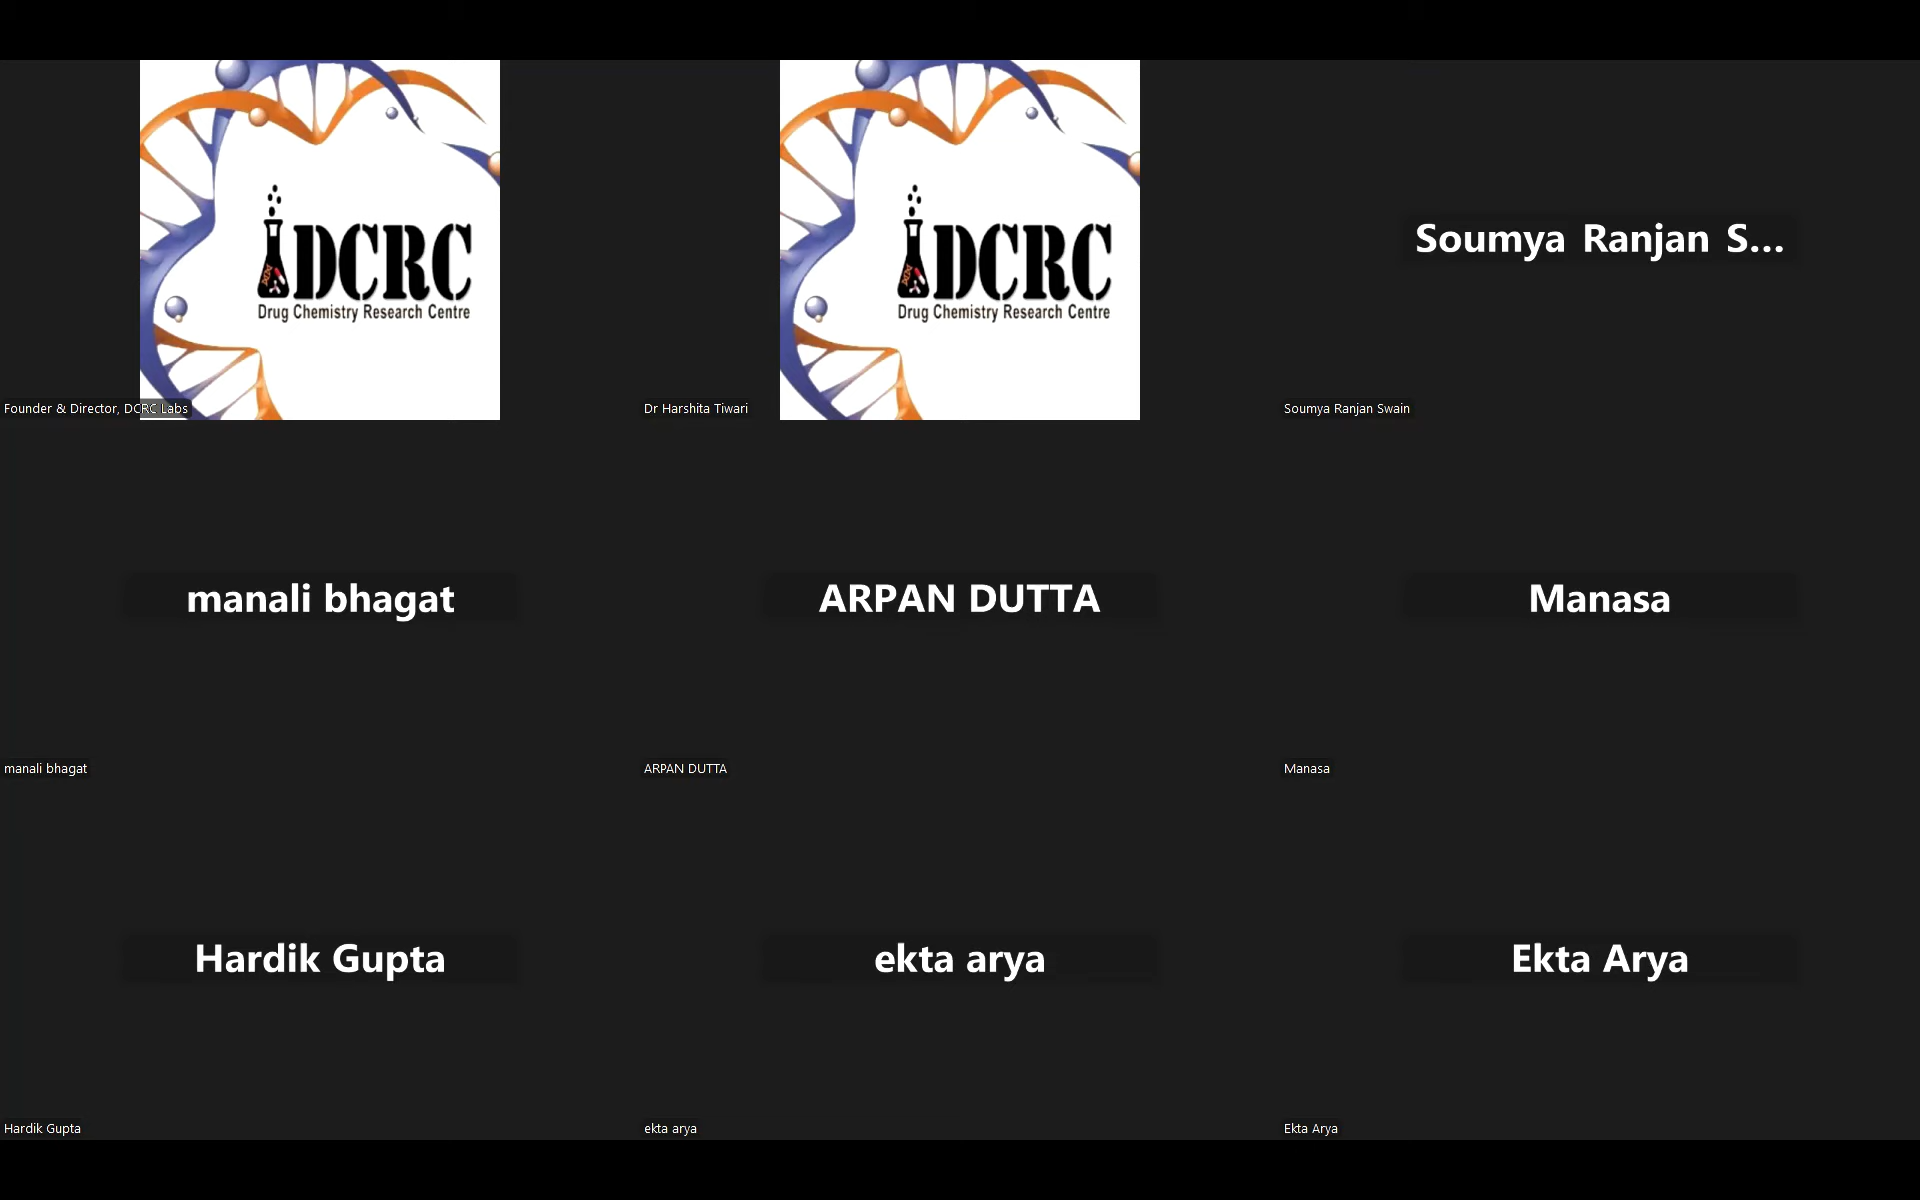 DCRC
Drug Chemistry Research Centre
Founder & Director, DCRC Labs
DCRC
Drug Chemistry Research Centre
Dr Harshita Tiwari
Soumya Ranjan S...
Soumya Ranjan Swain
manali bhagat
manali bhagat
ARPAN DUTTA
ARPAN DUTTA
Manasa
Manasa
Hardik Gupta
Hardik Gupta
ekta arya
ekta arya
Ekta Arya
Ekta Arya